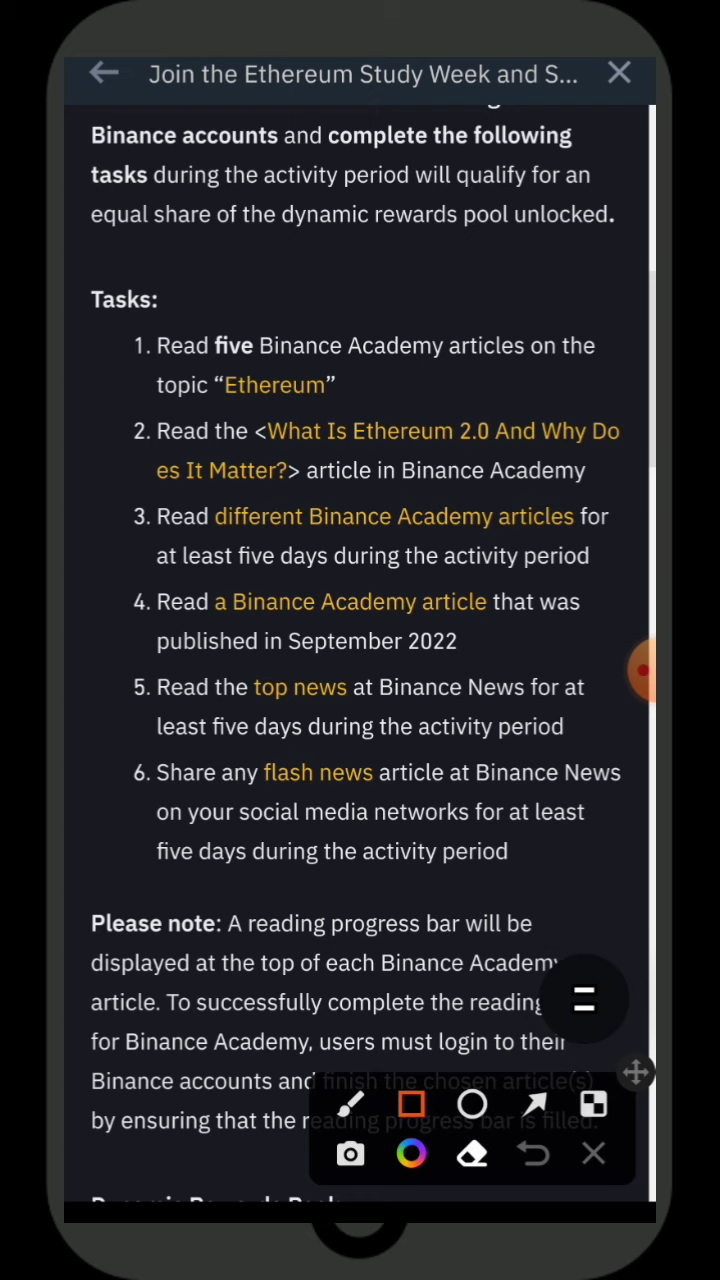 Join the Ethereum Study Week and S...
Binance accounts and complete the following
tasks during the activity period will qualify for an
equal share of the dynamic rewards pool unlocked.
Tasks:
1. Read five Binance Academy articles on the
topic “Ethereum”
2. Read the <What Is Ethereum 2.0 And Why Do
es It Matter?> article in Binance Academy
3. Read different Binance Academy articles for
at least five days during the activity period
4. Read a Binance Academy article that was
published in September 2022
5. Read the top news at Binance News for at
least five days during the activity period
6. Share any flash news article at Binance News
on your social media networks for at least
five days during the activity period
Please note: A reading progress bar will be
displayed at the top of each Binance Academy
article. To successfully complete the reading
for Binance Academy, users must login to their
Binance accounts and finish the chosen article(s)
by ensuring that the reading progress bar is filled.